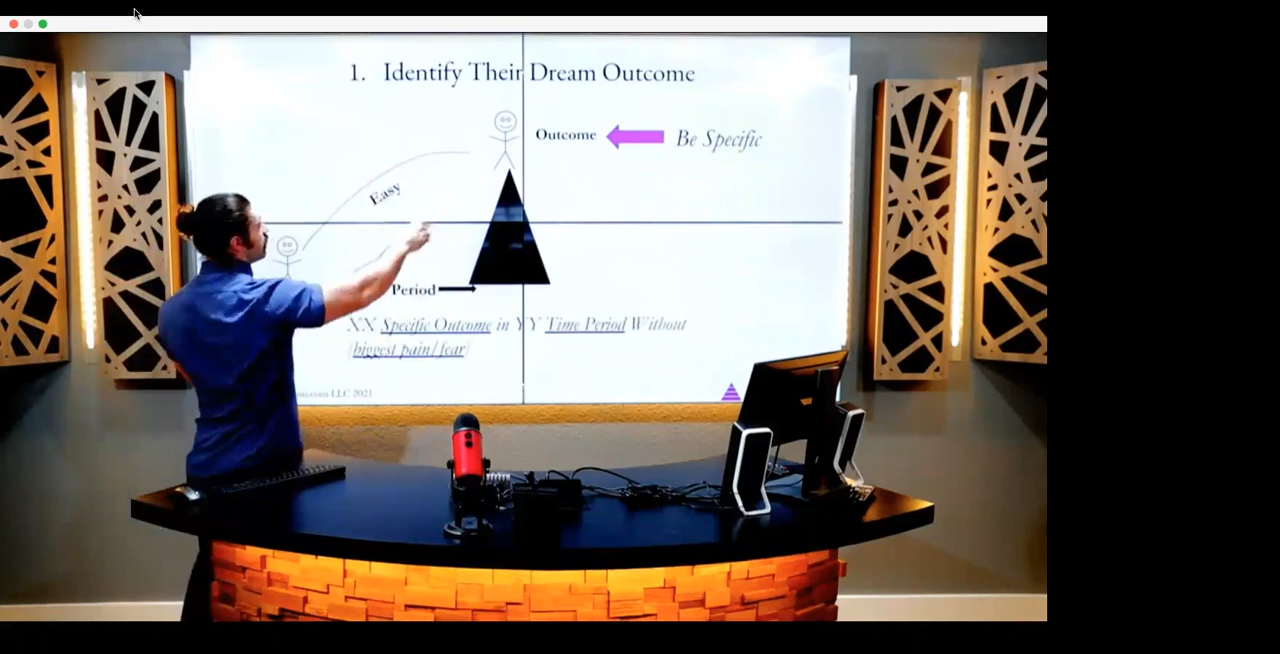 1. Identify Their Dream Outcome
Outcome
Be Specific
Easy
Period
XX Specific Outcome in YY Time Period Without
[biggest pain/fear]
LLC 2021